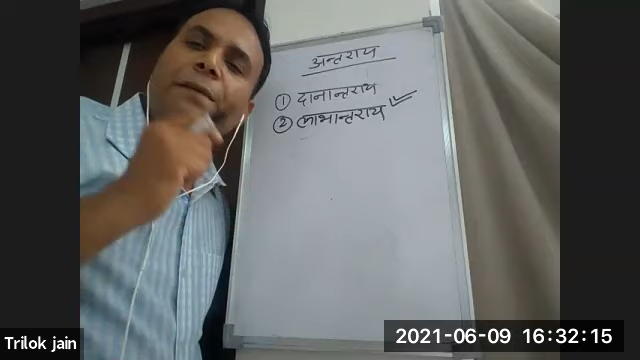 अन्तराय
① दानान्तराय
② लाभान्तराय
Trilok jain
2021-06-09 16:32:15